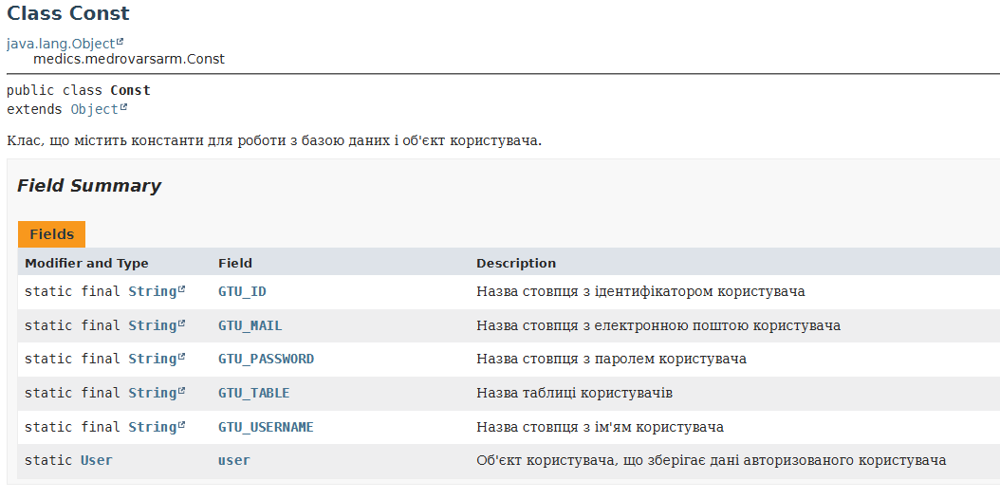 Class Const
java.lang.Object
medics.medrovarsarm.Const
public class Const
extends Object
Клас, що містить константи для роботи з базою даних і об'єкт користувача.
Field Summary
Fields
Modifier and Type Field Description
static final String GTU_ID Назва стовпця з ідентифікатором користувача
static final String GTU_MAIL Назва стовпця з електронною поштою користувача
static final String GTU_PASSWORD Назва стовпця з паролем користувача
static final String GTU_TABLE Назва таблиці користувачів
static final String GTU_USERNAME Назва стовпця з ім'ям користувача
static User user Об'єкт користувача, що зберігає дані авторизованого користувача